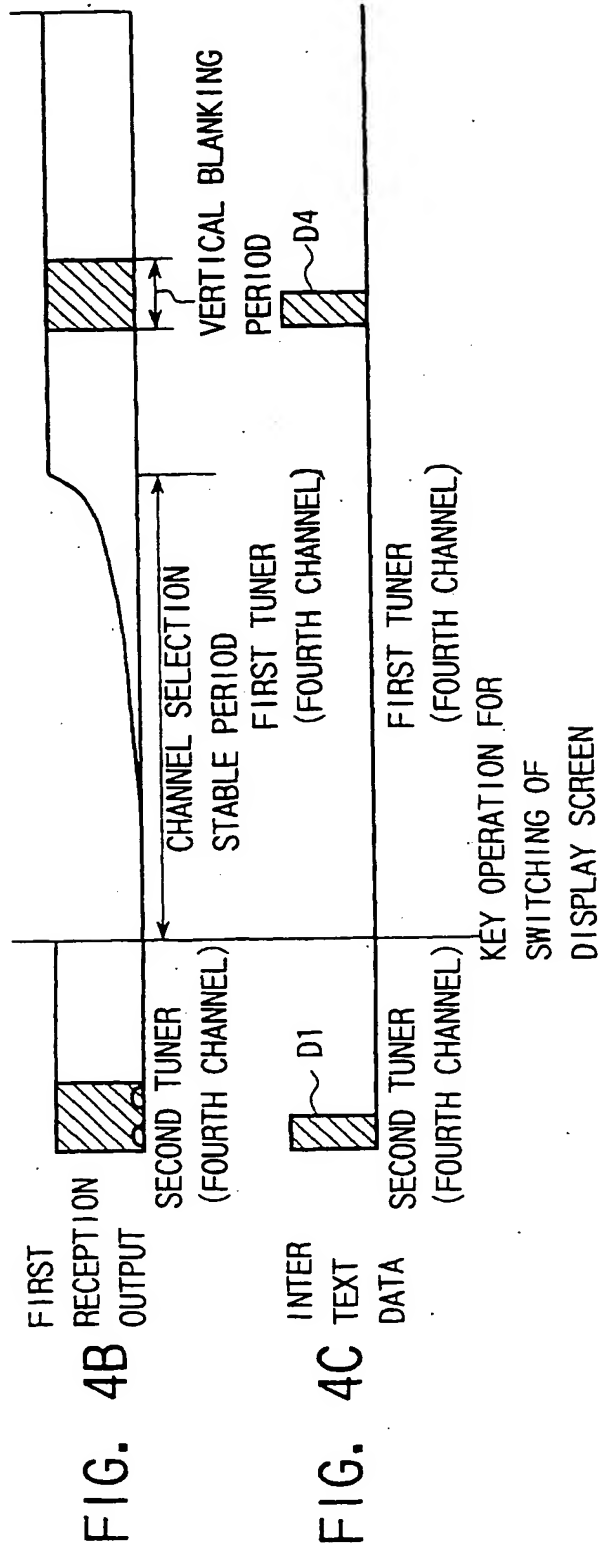 FIG. 4B
FIRST
RECEPTION
OUTPUT
SECOND TUNER
(FOURTH CHANNEL)
CHANNEL SELECTION
STABLE PERIOD
FIRST TUNER
(FOURTH CHANNEL)
VERTICAL BLANKING
PERIOD
FIG. 4C
INTER
TEXT
DATA
D1
SECOND TUNER
(FOURTH CHANNEL)
FIRST TUNER
(FOURTH CHANNEL)
D4
KEY OPERATION FOR
SWITCHING OF
DISPLAY SCREEN